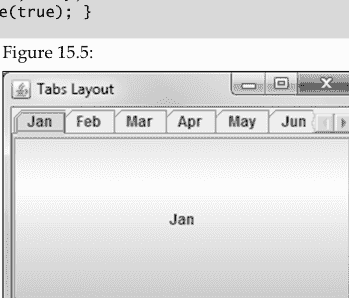 e(true); }
Figure 15.5:
Tabs Layout
Jan Feb Mar Apr May Jun
Jan